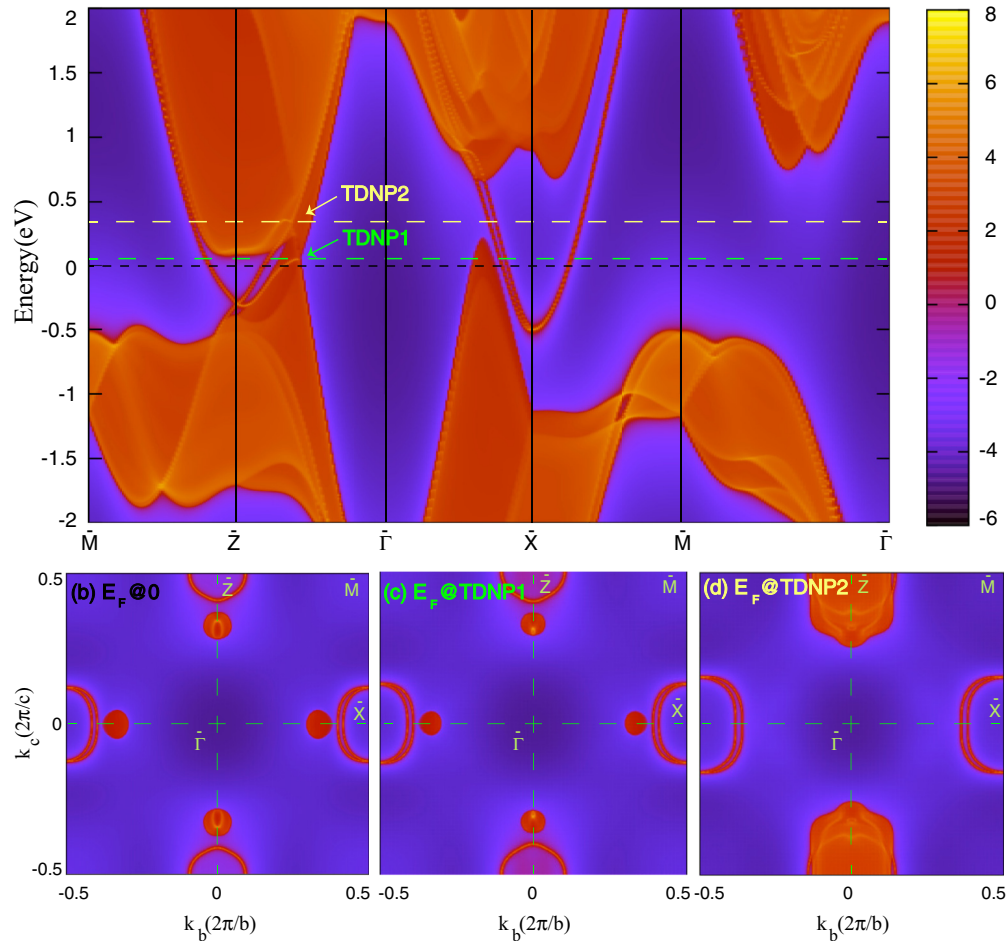 2
1.5
1
0.5
0
-0.5
-1
-1.5
-2
Energy(eV)
TDNP2
TDNP1
M̄ Z̄ Γ̄ X̄ M̄ Γ̄
8
6
4
2
0
-2
-4
-6
(b) E_F@0 Z̄ M̄
(c) E_F@TDNP1 Z̄ M̄
(d) E_F@TDNP2 Z̄ M̄
0.5
0
-0.5
k_c(2π/c)
X̄ X̄ X̄
Γ̄ Γ̄ Γ̄
-0.5 0 0.5 -0.5 0 0.5 -0.5 0 0.5
k_b(2π/b) k_b(2π/b) k_b(2π/b)